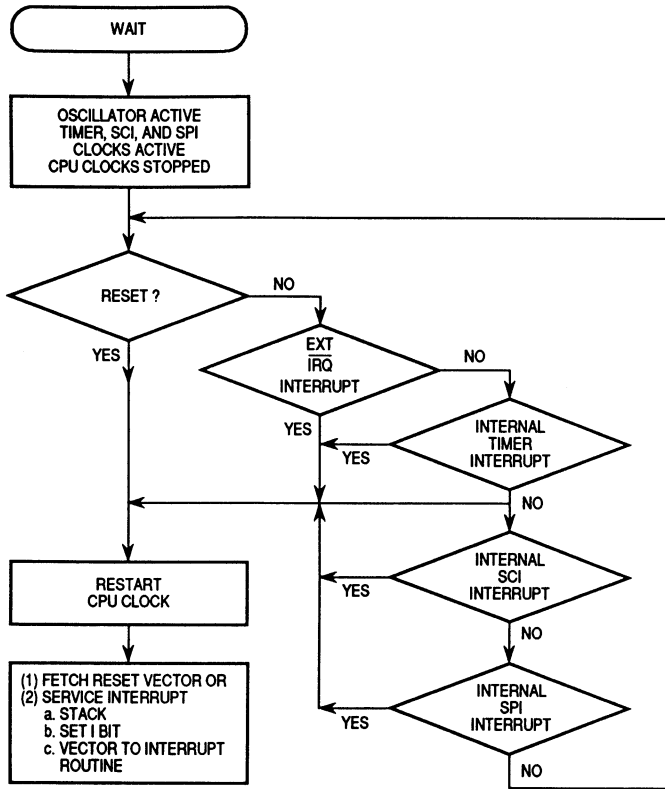 WAIT
OSCILLATOR ACTIVE
TIMER, SCI, AND SPI
CLOCKS ACTIVE
CPU CLOCKS STOPPED
RESET ?
NO
YES
EXT
IRQ
INTERRUPT
NO
YES
INTERNAL
TIMER
INTERRUPT
YES
NO
INTERNAL
SCI
INTERRUPT
YES
NO
INTERNAL
SPI
INTERRUPT
YES
NO
RESTART
CPU CLOCK
(1) FETCH RESET VECTOR OR
(2) SERVICE INTERRUPT
a. STACK
b. SET I BIT
c. VECTOR TO INTERRUPT
ROUTINE